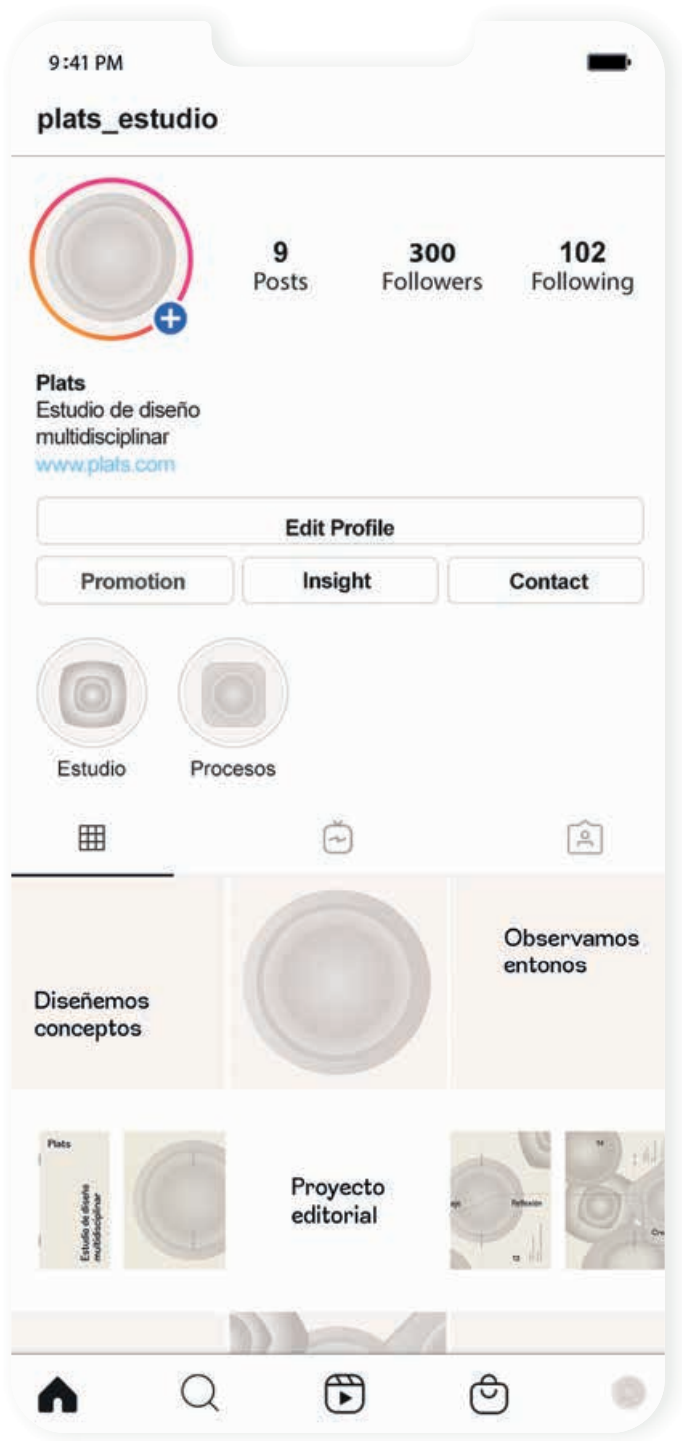 9:41 PM
plats_estudio
9
Posts
300
Followers
102
Following
Plats
Estudio de diseño
multidisciplinar
www.plats.com
Edit Profile
Promotion
Insight
Contact
Estudio
Procesos
Diseñemos
conceptos
Observamos
entonos
Plats
Estudio de diseño
multidisciplinar
Proyecto
editorial
Reflexión
12